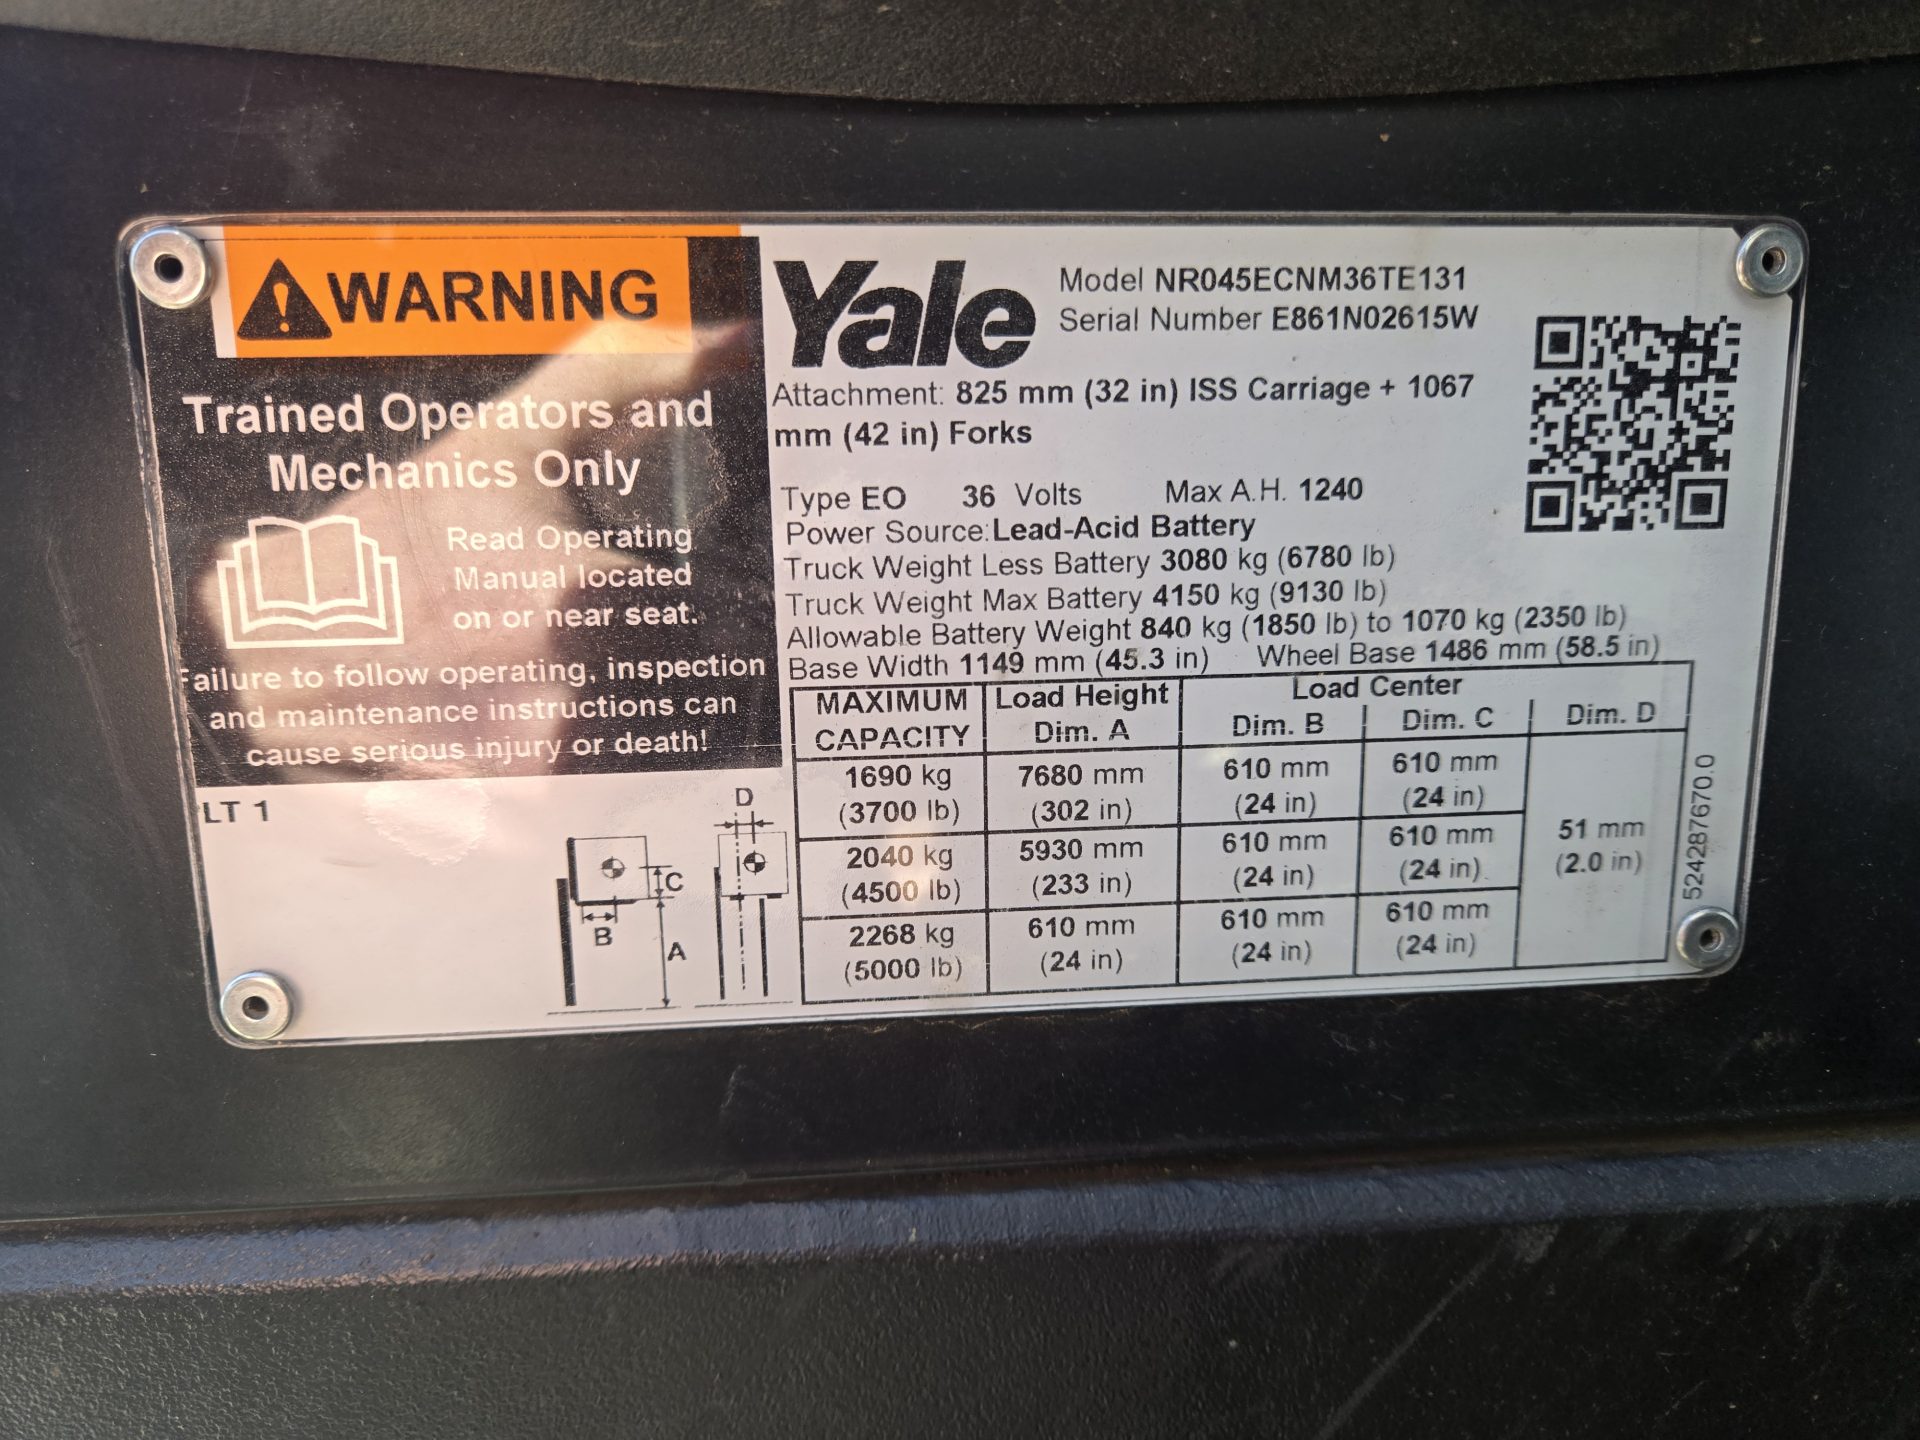 WARNING
Trained Operators and
Mechanics Only
Read Operating
Manual located
on or near seat.
Failure to follow operating, inspection
and maintenance instructions can
cause serious injury or death!
LT 1
D
C
B
A
Yale
Model NR045ECNM36TE131
Serial Number E861N02615W
Attachment: 825 mm (32 in) ISS Carriage + 1067
mm (42 in) Forks
Type EO 36 Volts Max A.H. 1240
Power Source:Lead-Acid Battery
Truck Weight Less Battery 3080 kg (6780 lb)
Truck Weight Max Battery 4150 kg (9130 lb)
Allowable Battery Weight 840 kg (1850 lb) to 1070 kg (2350 lb)
Base Width 1149 mm (45.3 in) Wheel Base 1486 mm (58.5 in)
MAXIMUM Load Height Load Center
CAPACITY Dim. A Dim. B Dim. C Dim. D
1690 kg 7680 mm 610 mm 610 mm
(3700 lb) (302 in) (24 in) (24 in)
2040 kg 5930 mm 610 mm 610 mm 51 mm
(4500 lb) (233 in) (24 in) (24 in) (2.0 in)
2268 kg 610 mm 610 mm 610 mm
(5000 lb) (24 in) (24 in) (24 in)
524287670.0